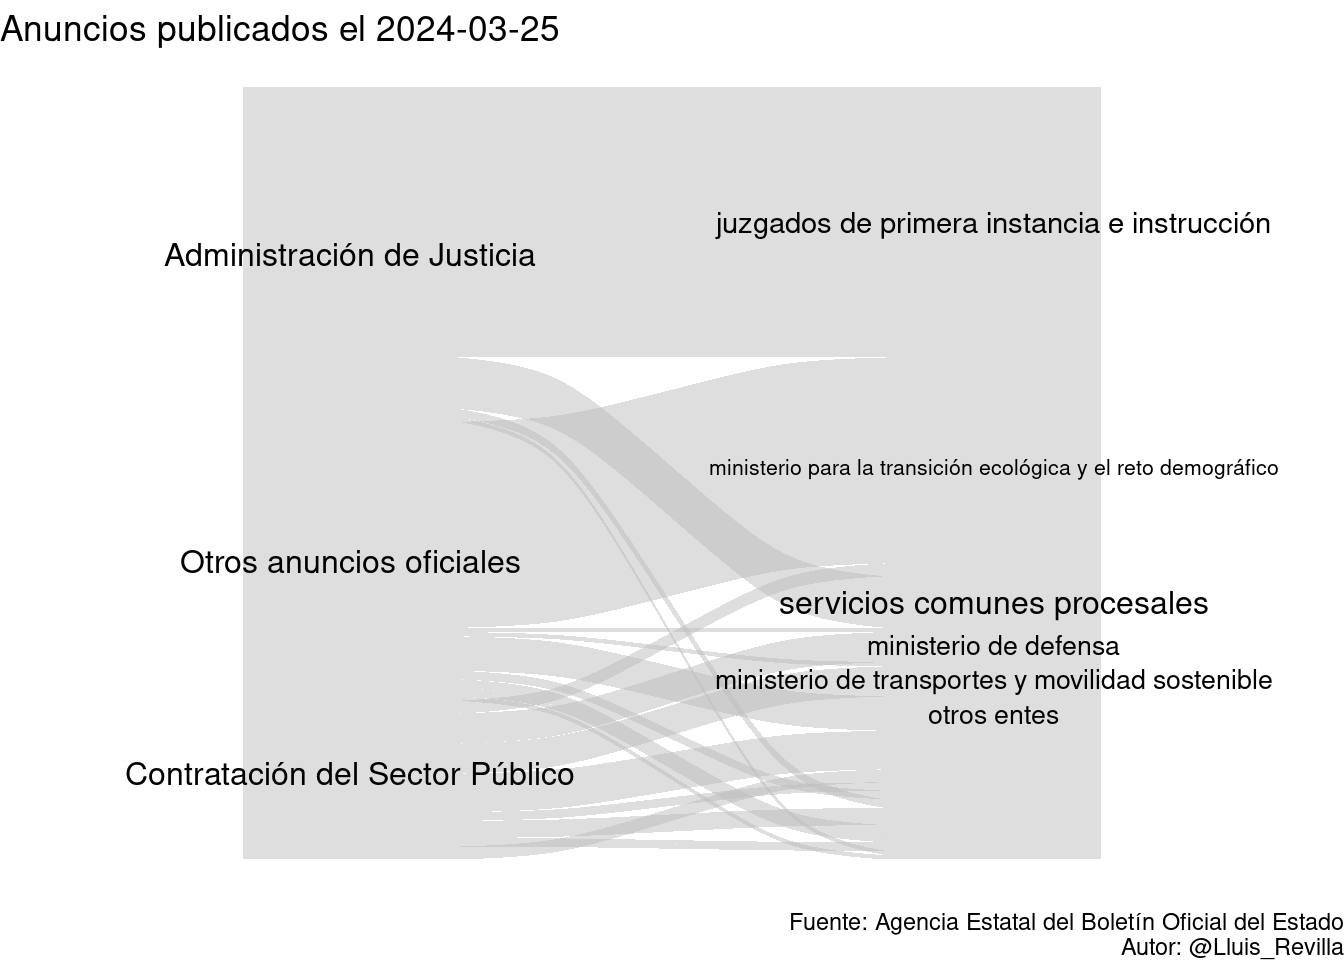 Anuncios publicados el 2024-03-25
juzgados de primera instancia e instrucción
Administración de Justicia
ministerio para la transición ecológica y el reto demográfico
Otros anuncios oficiales
servicios comunes procesales
ministerio de defensa
ministerio de transportes y movilidad sostenible
otros entes
Contratación del Sector Público
Fuente: Agencia Estatal del Boletín Oficial del Estado
Autor: @Lluis_Revilla